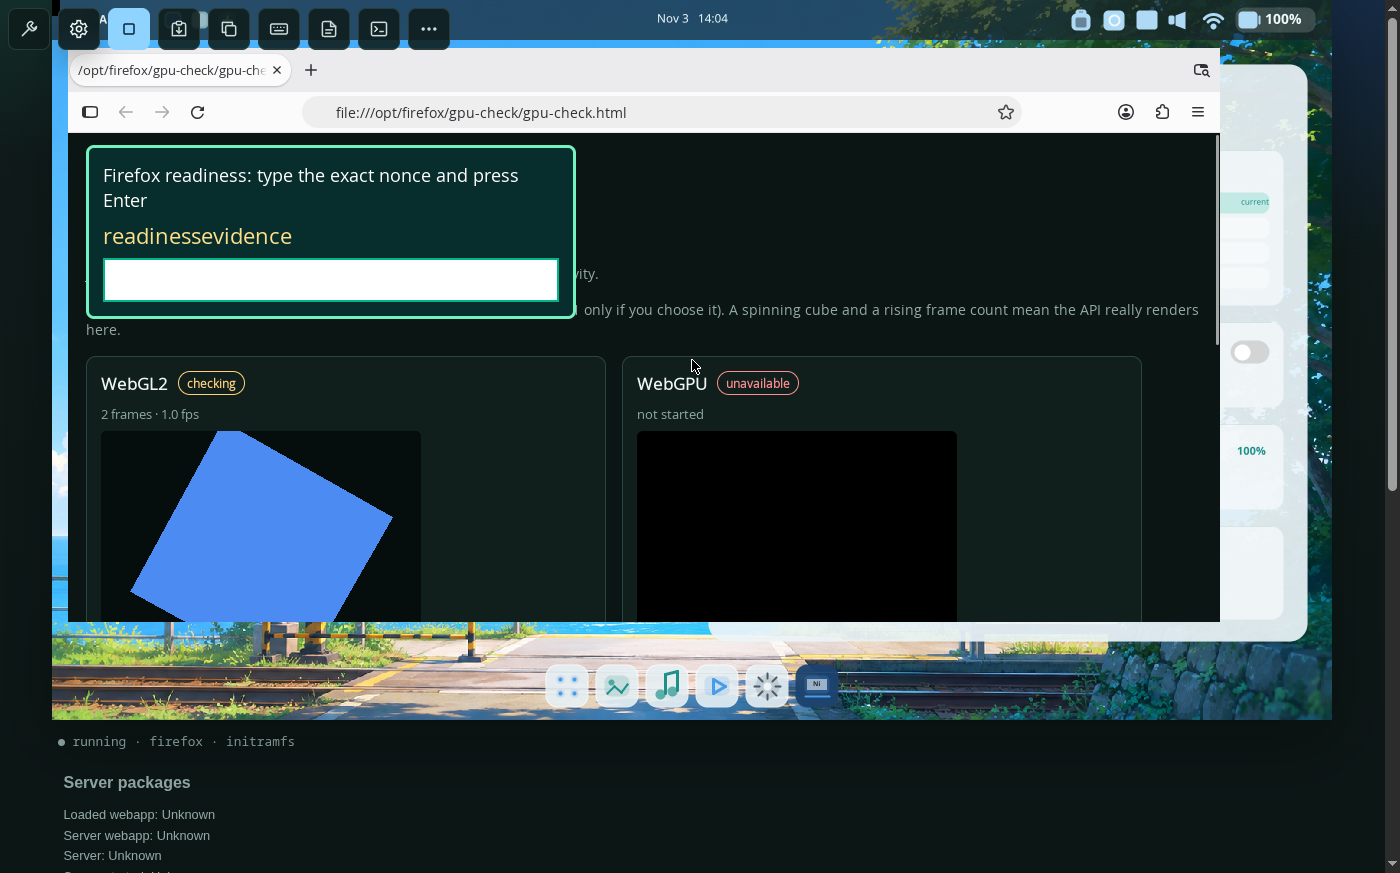 Nov 3 14:04
100%
/opt/firefox/gpu-check/gpu-che
file:///opt/firefox/gpu-check/gpu-check.html
Firefox readiness: type the exact nonce and press
Enter
readinessevidence
only if you choose it). A spinning cube and a rising frame count mean the API really renders
here.
WebGL2 checking
2 frames · 1.0 fps
WebGPU unavailable
not started
current
100%
Ni
● running · firefox · initramfs
Server packages
Loaded webapp: Unknown
Server webapp: Unknown
Server: Unknown